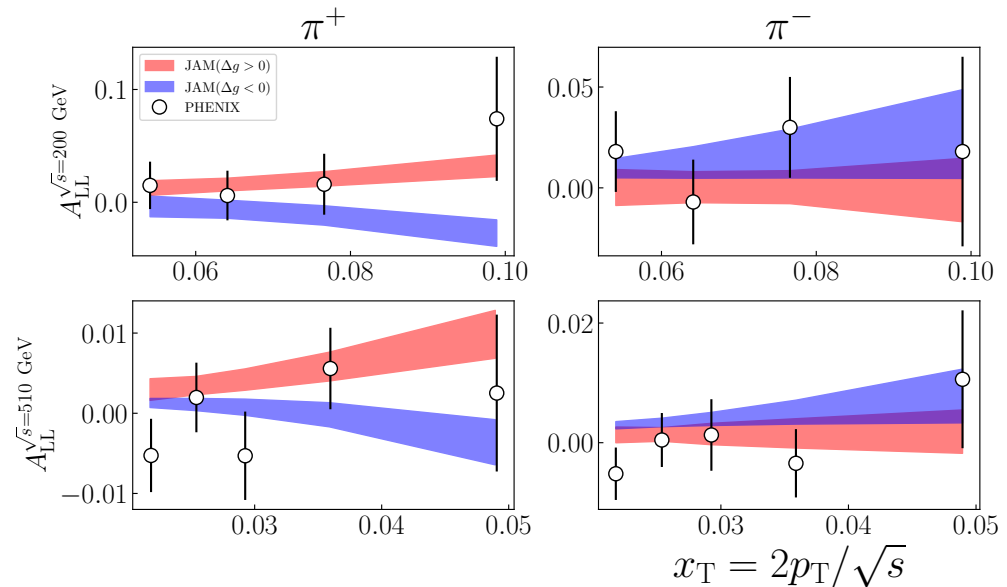 π⁺ π⁻
JAM(Δg > 0)
JAM(Δg < 0)
PHENIX
A_LL^√s=200 GeV
0.1
0.0
0.06 0.08 0.10
0.05
0.00
0.06 0.08 0.10
A_LL^√s=510 GeV
0.01
0.00
−0.01
0.03 0.04 0.05
0.02
0.00
0.03 0.04 0.05
x_T = 2p_T/√s